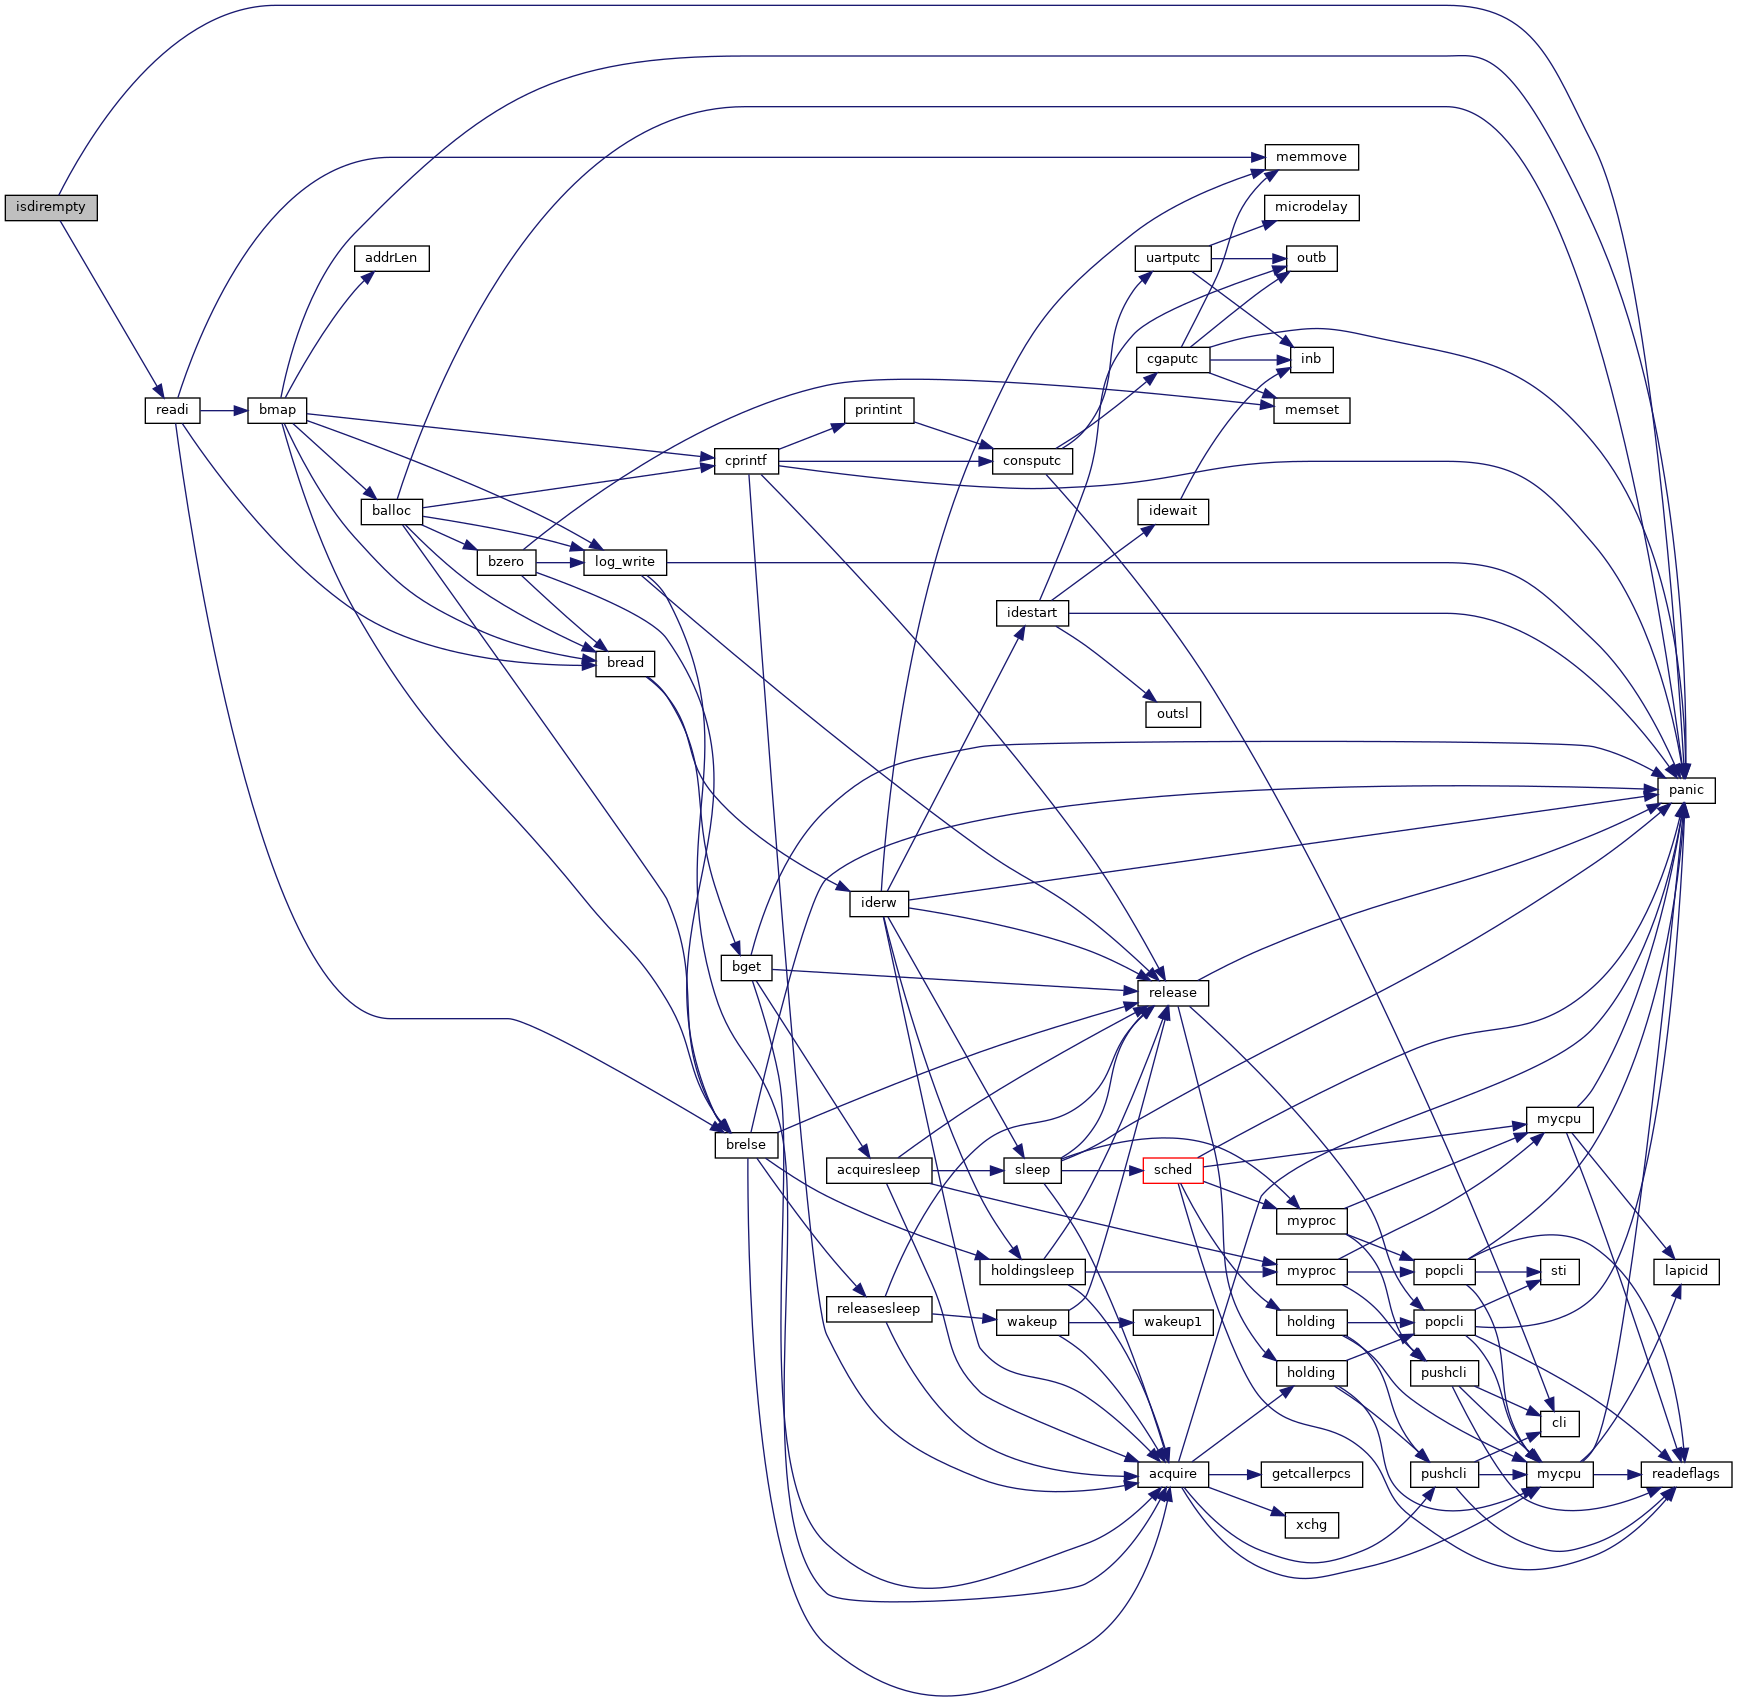 memmove
isdirempty
microdelay
addrLen
uartputc
outb
cgaputc
inb
readi
bmap
printint
memset
cprintf
consputc
balloc
idewait
bzero
log_write
idestart
bread
outsl
panic
iderw
bget
release
mycpu
brelse
acquiresleep
sleep
sched
myproc
holdingsleep
myproc
popcli
sti
lapicid
releasesleep
wakeup
wakeup1
holding
popcli
holding
pushcli
cli
acquire
getcallerpcs
pushcli
mycpu
readeflags
xchg